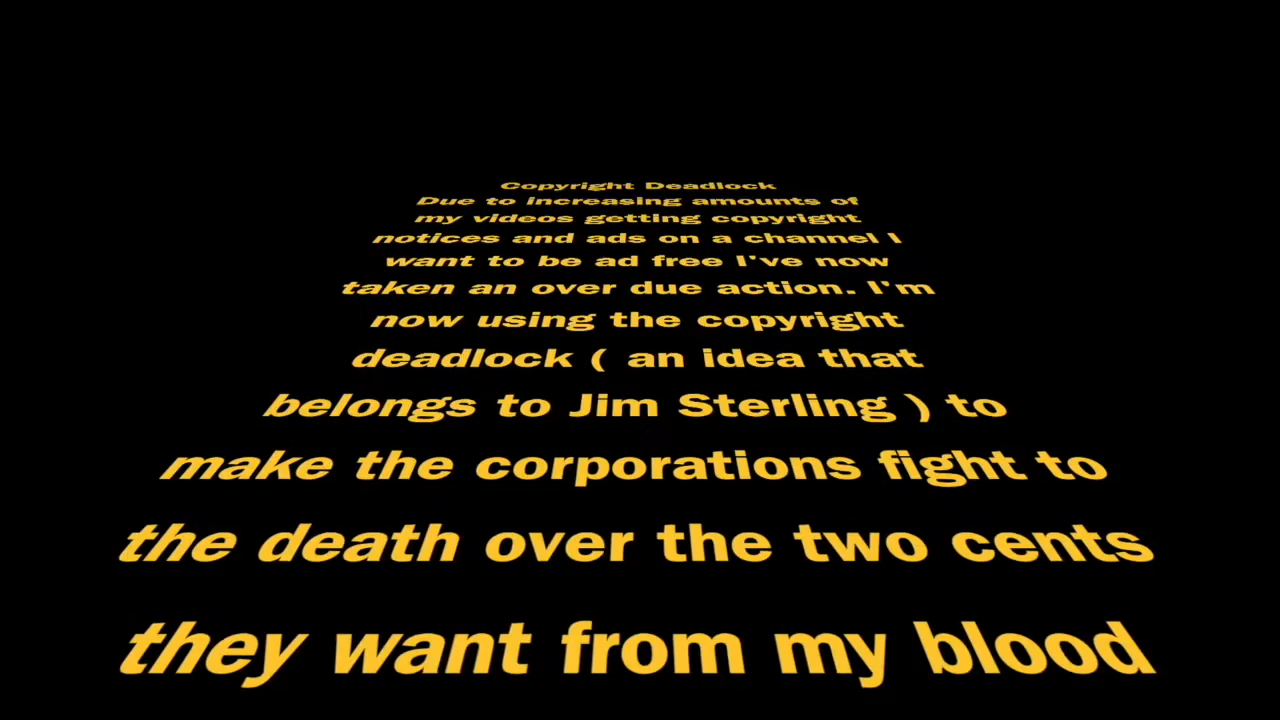 Copyright Deadlock
Due to increasing amounts of
my videos getting copyright
notices and ads on a channel I
want to be ad free I've now
taken an over due action. I'm
now using the copyright
deadlock ( an idea that
belongs to Jim Sterling ) to
make the corporations fight to
the death over the two cents
they want from my blood